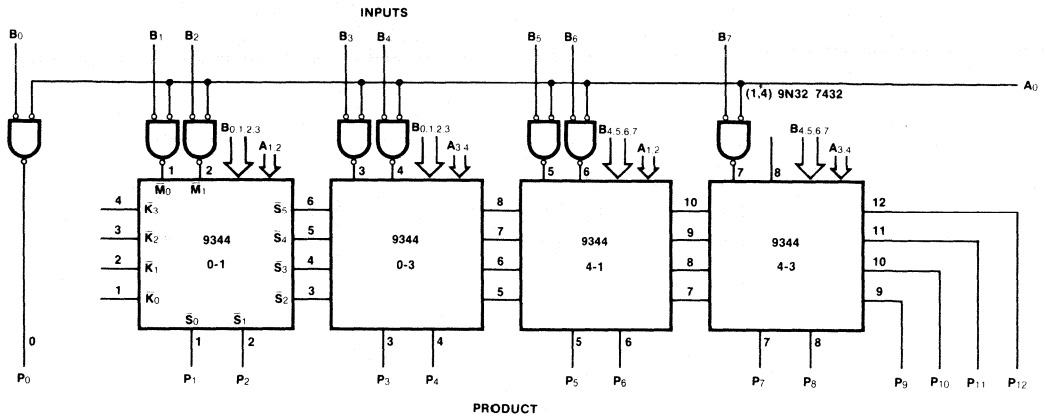 INPUTS
B0 B1 B2 B3 B4 B5 B6 B7
A0
(1,4) 9N32 7432
B0,1,2,3 A1,2 B0,1,2,3 A3,4 B4,5,6,7 A1,2 B4,5,6,7 A3,4
1 2 3 4 5 6 7 8
M̅0 M̅1
4 K̅3 S̅5 6 8 10 12
3 K̅2 9344 S̅4 5 9344 7 9344 9 9344 11
2 K̅1 0-1 S̅3 4 0-3 6 4-1 8 4-3 10
1 K̅0 S̅2 3 5 7 9
S̅0 S̅1
0 1 2 3 4 5 6 7 8
P0 P1 P2 P3 P4 P5 P6 P7 P8 P9 P10 P11 P12
PRODUCT